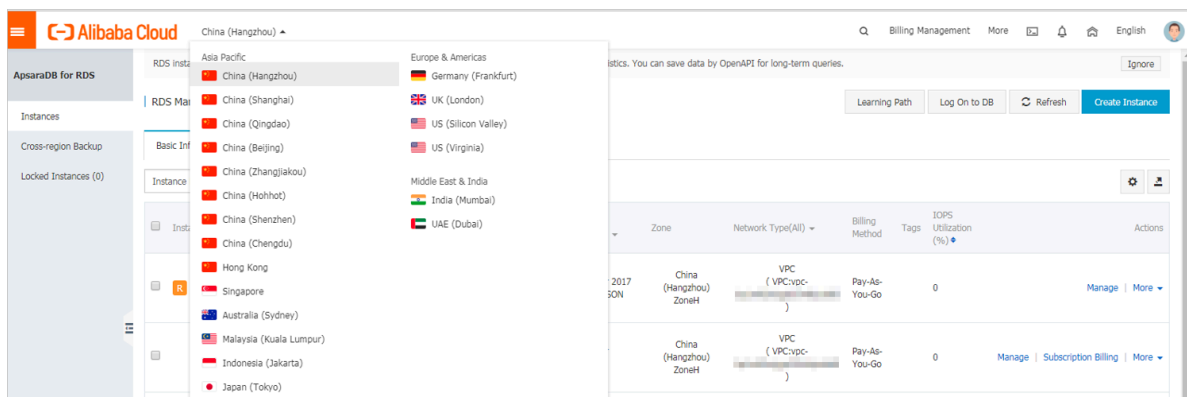 Alibaba Cloud
China (Hangzhou)
Billing Management
More
English
ApsaraDB for RDS
Instances
Cross-region Backup
Locked Instances (0)
RDS insta
istics. You can save data by OpenAPI for long-term queries.
Ignore
RDS Ma
Learning Path
Log On to DB
Refresh
Create Instance
Basic Inf
Instance
Asia Pacific
China (Hangzhou)
China (Shanghai)
China (Qingdao)
China (Beijing)
China (Zhangjiakou)
China (Hohhot)
China (Shenzhen)
China (Chengdu)
Hong Kong
Singapore
Australia (Sydney)
Malaysia (Kuala Lumpur)
Indonesia (Jakarta)
Japan (Tokyo)
Europe & Americas
Germany (Frankfurt)
UK (London)
US (Silicon Valley)
US (Virginia)
Middle East & India
India (Mumbai)
UAE (Dubai)
Insta
Zone
Network Type(All)
Billing
Method
Tags
IOPS
Utilization
(%)
Actions
R
2017
SON
China
(Hangzhou)
ZoneH
VPC
( VPC:vpc-
)
Pay-As-
You-Go
0
Manage | More
China
(Hangzhou)
ZoneH
VPC
( VPC:vpc-
)
Pay-As-
You-Go
0
Manage | Subscription Billing | More